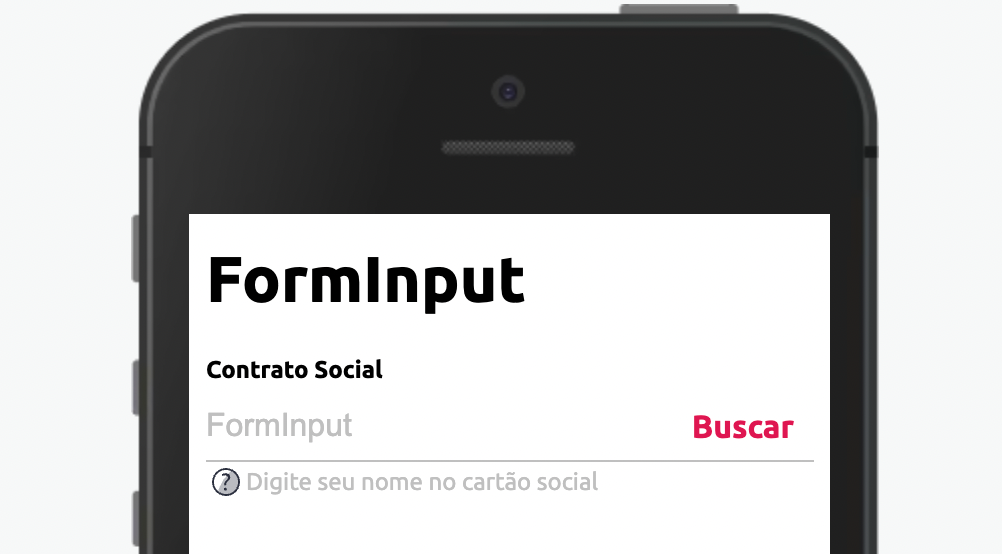 FormInput
Contrato Social
FormInput Buscar
? Digite seu nome no cartão social